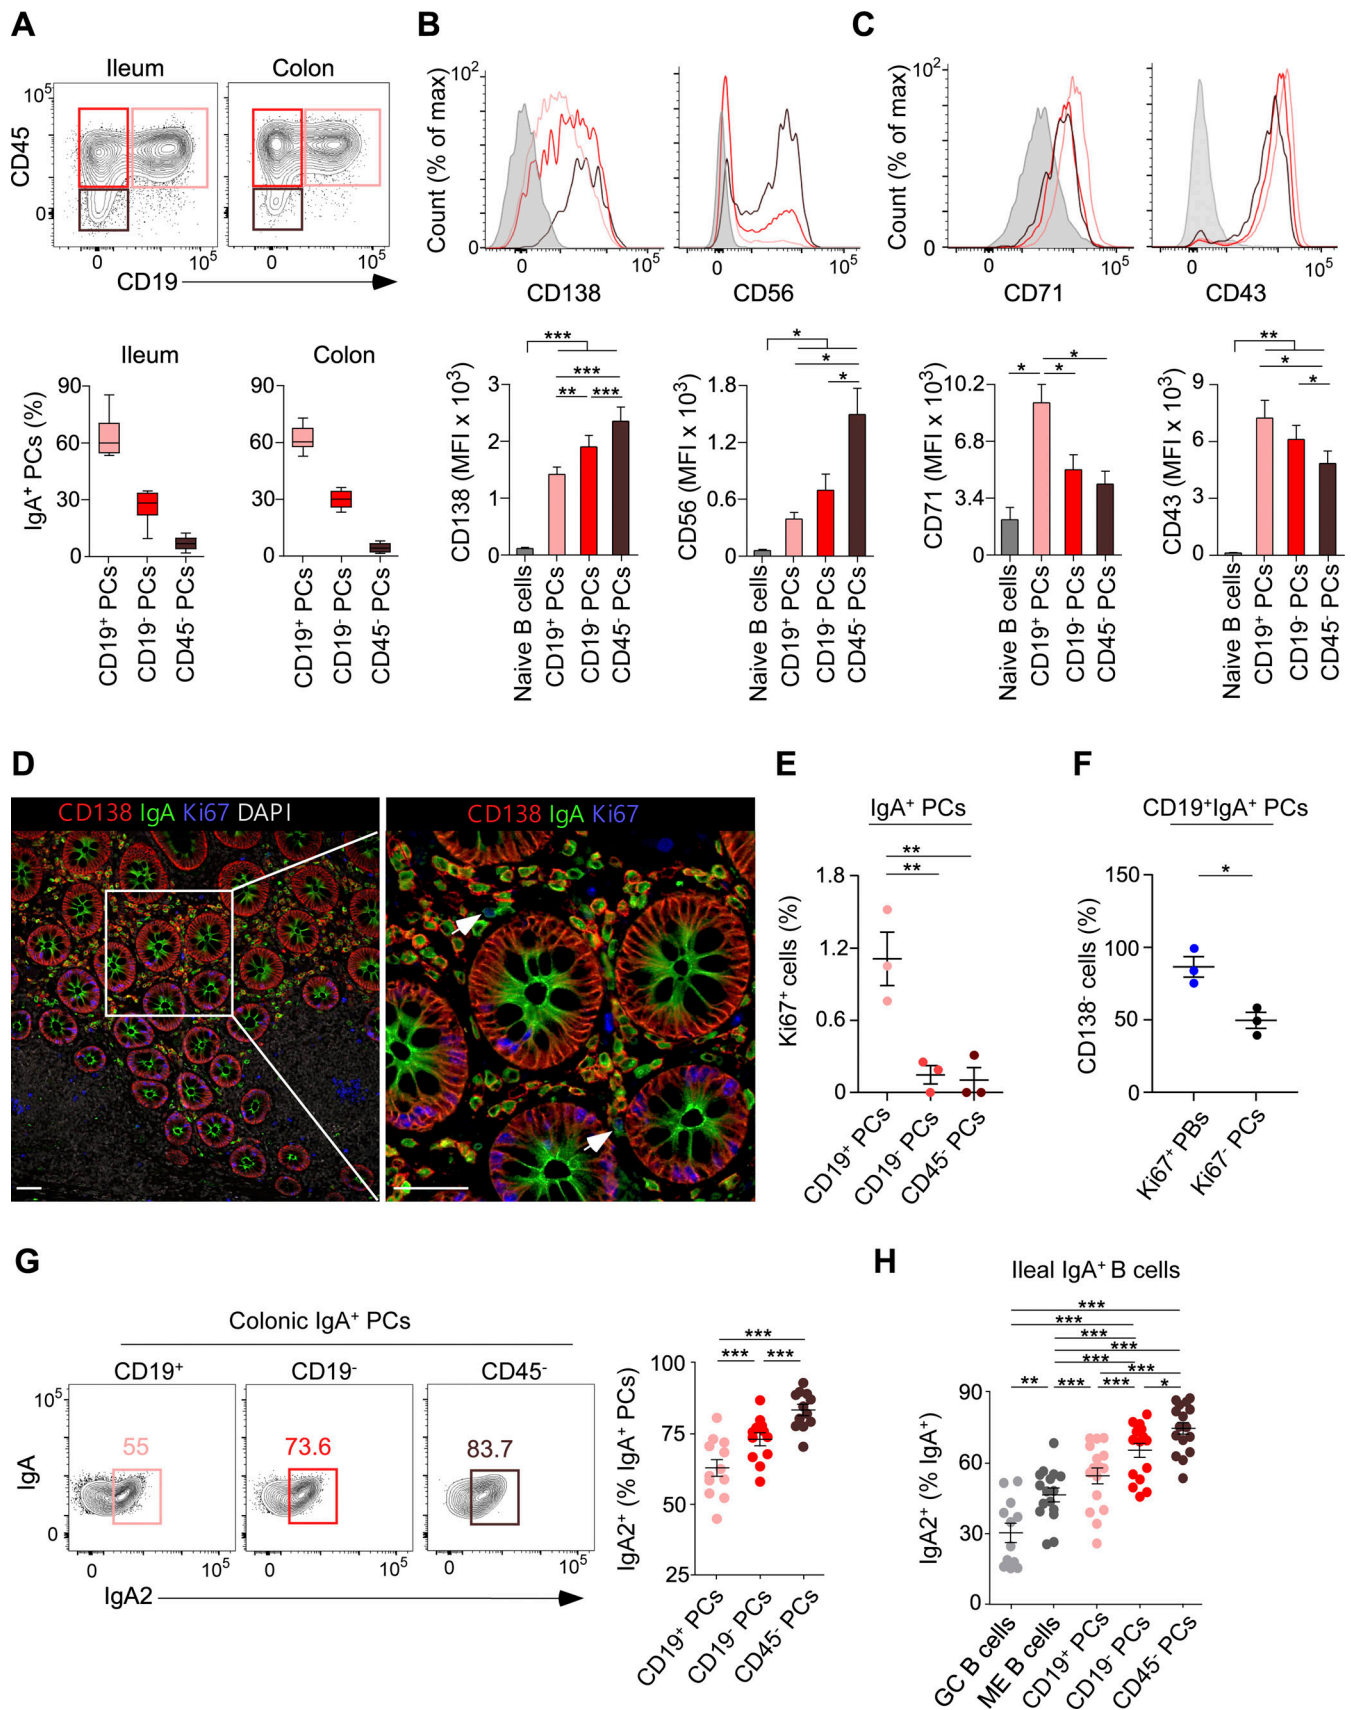 A
B
C
Ileum
Colon
10⁵
CD45
0
0
10⁵
0
10⁵
CD19
Count (% of max)
10²
0
0
10⁵
0
10⁵
CD138
CD56
Count (% of max)
10²
0
0
10⁵
0
10⁵
CD71
CD43
Ileum
Colon
IgA⁺ PCs (%)
90
60
30
0
90
60
30
0
CD19⁺ PCs
CD19⁻ PCs
CD45⁻ PCs
CD19⁺ PCs
CD19⁻ PCs
CD45⁻ PCs
CD138 (MFI x 10³)
3
2
1
0
***
***
** ***
Naive B cells
CD19⁺ PCs
CD19⁻ PCs
CD45⁻ PCs
CD56 (MFI x 10³)
1.8
1.2
0.6
0
*
*
*
Naive B cells
CD19⁺ PCs
CD19⁻ PCs
CD45⁻ PCs
CD71 (MFI x 10³)
10.2
6.8
3.4
0
*
* *
Naive B cells
CD19⁺ PCs
CD19⁻ PCs
CD45⁻ PCs
CD43 (MFI x 10³)
9
6
3
0
**
*
*
Naive B cells
CD19⁺ PCs
CD19⁻ PCs
CD45⁻ PCs
D
CD138 IgA Ki67 DAPI
CD138 IgA Ki67
E
IgA⁺ PCs
**
**
Ki67⁺ cells (%)
1.8
1.2
0.6
0
CD19⁺ PCs
CD19⁻ PCs
CD45⁻ PCs
F
CD19⁺IgA⁺ PCs
*
CD138⁻ cells (%)
150
100
50
0
Ki67⁺ PBs
Ki67⁻ PCs
G
Colonic IgA⁺ PCs
CD19⁺
CD19⁻
CD45⁻
10⁵
IgA
0
55
73.6
83.7
0
10⁵
0
10⁵
0
10⁵
IgA2
***
*** ***
IgA2⁺ (% IgA⁺ PCs)
100
75
50
25
CD19⁺ PCs
CD19⁻ PCs
CD45⁻ PCs
H
Ileal IgA⁺ B cells
***
***
***
***
***
***
** *** *** *
IgA2⁺ (% IgA⁺)
90
60
30
0
GC B cells
ME B cells
CD19⁺ PCs
CD19⁻ PCs
CD45⁻ PCs